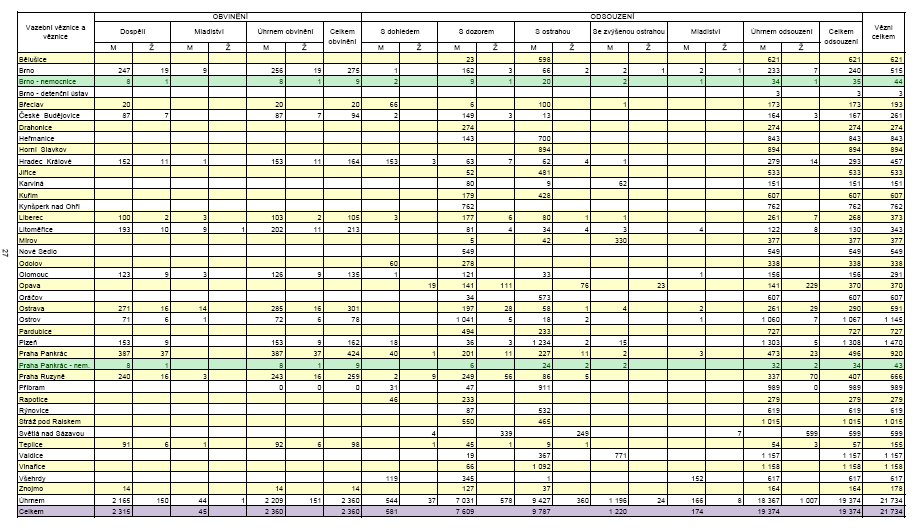 OBVINĚNÍ ODSOUZENÍ
Vazební věznice a věznice Dospělí Mladiství Úhrnem obvinění Celkem obvinění S dohledem S dozorem S ostrahou Se zvýšenou ostrahou Mladiství Úhrnem odsouzení Celkem odsouzení Vězni celkem
M Ž M Ž M Ž M Ž M Ž M Ž M Ž M Ž M Ž
Bělušice 23 598 621 621 621
Brno 247 19 9 256 19 275 1 162 3 66 2 2 1 2 1 233 7 240 515
Brno - nemocnice 8 1 8 1 9 2 9 1 20 2 1 34 1 35 44
Brno - detenční ústav 3 3 3
Břeclav 20 20 20 66 6 100 1 173 173 193
České Budějovice 87 7 87 7 94 2 149 3 13 164 3 167 261
Drahonice 274 274 274 274
Heřmanice 143 700 843 843 843
Horní Slavkov 894 894 894 894
Hradec Králové 152 11 1 153 11 164 153 3 63 7 62 4 1 279 14 293 457
Jiřice 52 481 533 533 533
Karviná 80 9 62 151 151 151
Kuřim 179 428 607 607 607
Kynšperk nad Ohří 762 762 762 762
Liberec 100 2 3 103 2 105 3 177 6 80 1 1 261 7 268 373
Litoměřice 193 10 9 1 202 11 213 81 4 34 4 3 4 122 8 130 343
Mírov 5 42 330 377 377 377
Nové Sedlo 549 549 549 549
Odolov 60 278 338 338 338
Olomouc 123 9 3 126 9 135 1 121 33 1 156 156 291
Opava 19 141 111 76 23 141 229 370 370
Oráčov 34 573 607 607 607
Ostrava 271 16 14 285 16 301 197 28 58 1 4 2 261 29 290 591
Ostrov 71 6 1 72 6 78 1 041 5 18 2 1 1 060 7 1 067 1 145
Pardubice 494 233 727 727 727
Plzeň 153 9 153 9 162 18 36 3 1 234 2 15 1 303 5 1 308 1 470
Praha Pankrác 387 37 387 37 424 40 1 201 11 227 11 2 3 473 23 496 920
Praha Pankrác - nem. 8 1 8 1 9 6 24 2 2 32 2 34 43
Praha Ruzyně 240 16 3 243 16 259 2 9 249 56 86 5 337 70 407 666
Příbram 0 0 0 31 47 911 989 989 989
Rapotice 46 233 279 279 279
Rýnovice 87 532 619 619 619
Stráž pod Ralskem 550 465 1 015 1 015 1 015
Světlá nad Sázavou 4 339 249 7 599 599 599
Teplice 91 6 1 92 6 98 1 45 1 9 1 54 3 57 155
Valdice 19 367 771 1 157 1 157 1 157
Vinařice 66 1 092 1 158 1 158 1 158
Všehrdy 119 345 1 152 617 617 617
Znojmo 14 14 14 127 37 164 164 178
Úhrnem 2 165 150 44 1 2 209 151 2 360 544 37 7 031 578 9 427 360 1 196 24 166 8 18 367 1 007 19 374 21 734
Celkem 2 315 45 2 360 2 360 581 7 609 9 787 1 220 174 19 374 19 374 21 734
27